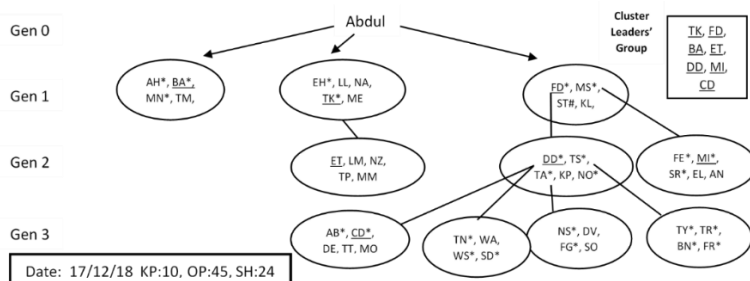 Gen 0
Abdul
Cluster
Leaders'
Group
TK, FD,
BA, ET,
DD, MI,
CD
Gen 1
AH*, BA*,
MN*, TM,
EH*, LL, NA,
TK*, ME
FD*, MS*,
ST#, KL,
Gen 2
ET, LM, NZ,
TP, MM
DD*, TS*,
TA*, KP, NO*
FE*, MI*,
SR*, EL, AN
Gen 3
AB*, CD*,
DE, TT, MO
TN*, WA,
WS*, SD*
NS*, DV,
FG*, SO
TY*, TR*,
BN*, FR*
Date: 17/12/18 KP:10, OP:45, SH:24